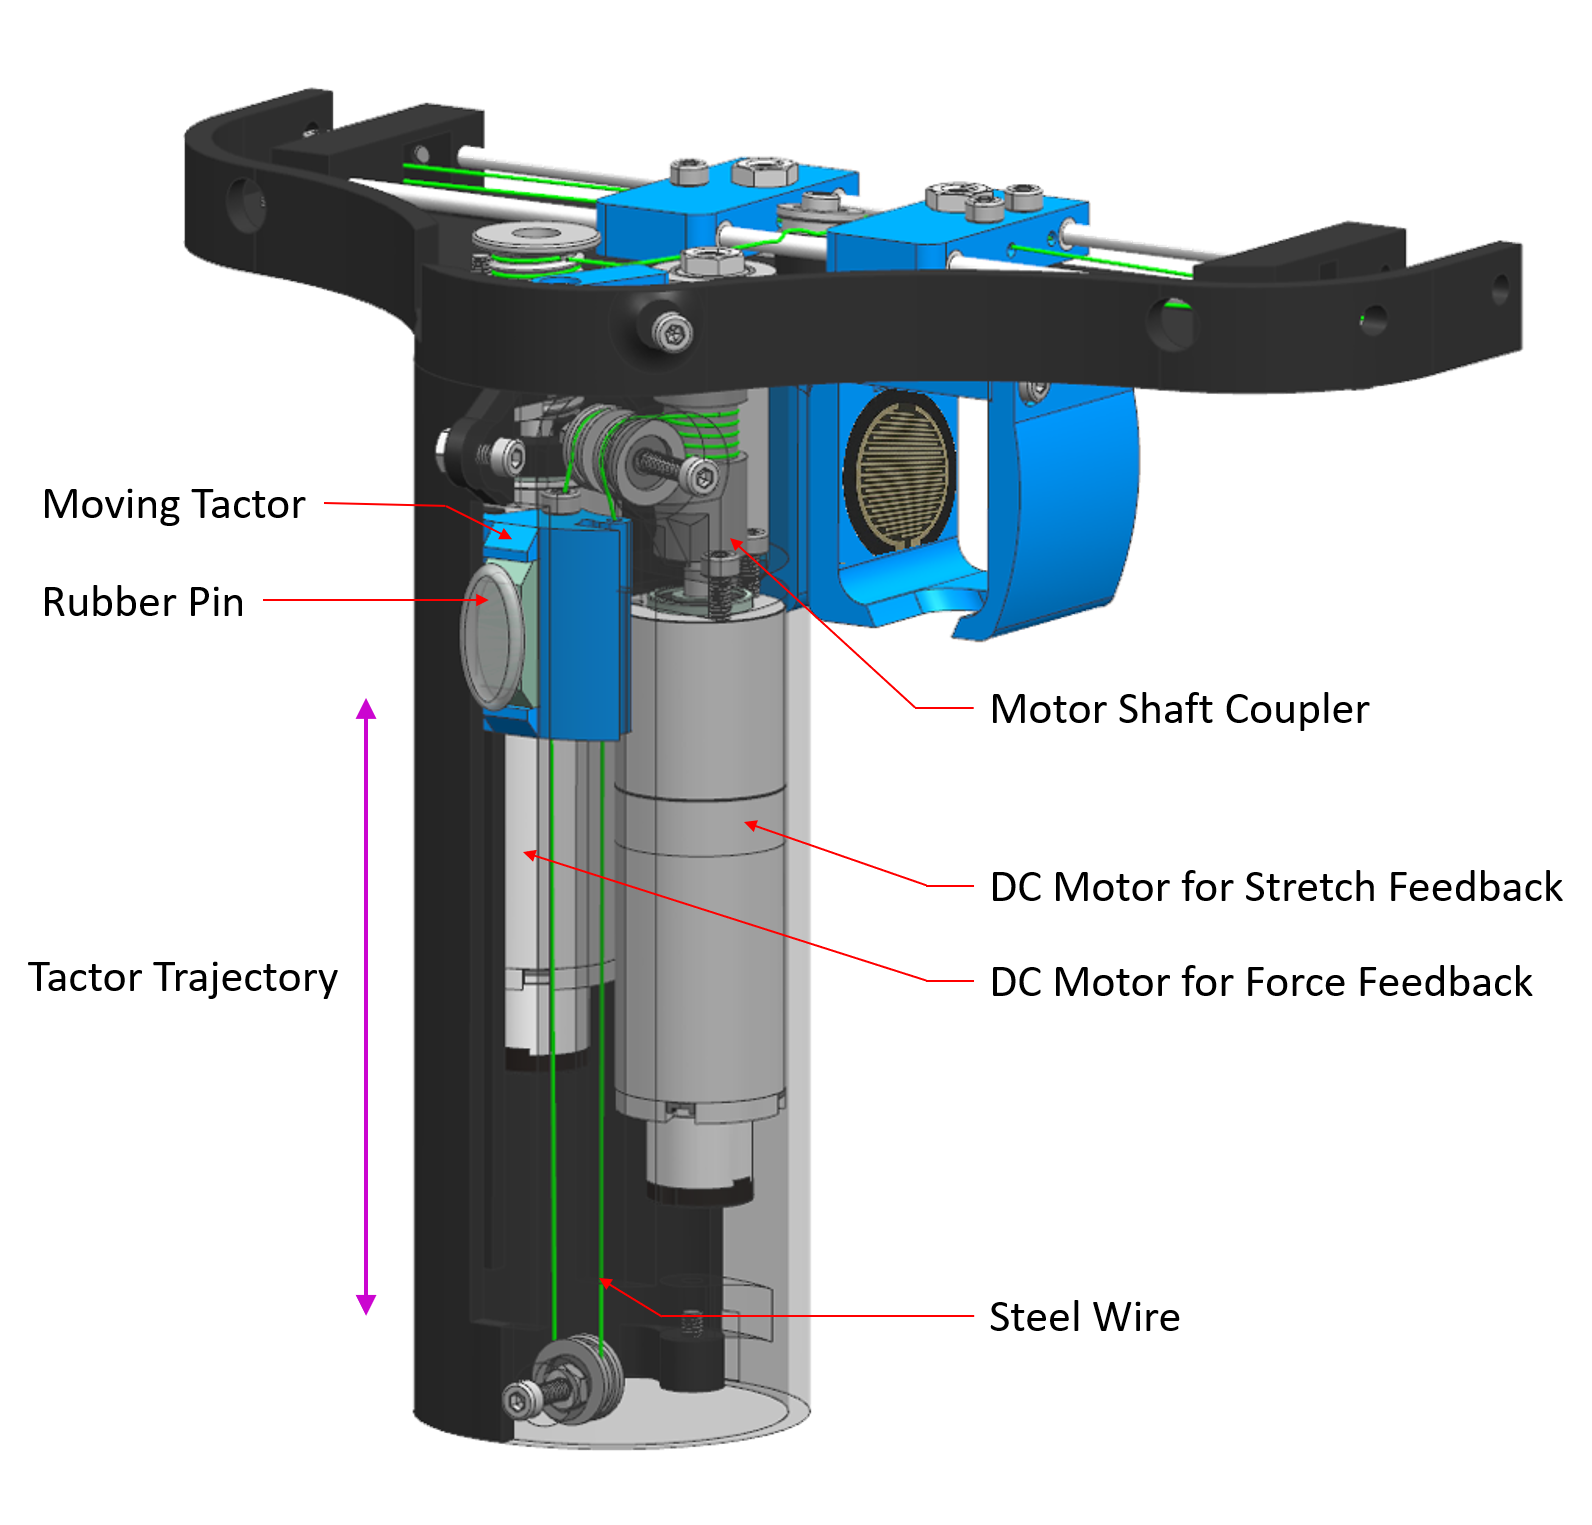 Moving Tactor
Rubber Pin
Motor Shaft Coupler
DC Motor for Stretch Feedback
Tactor Trajectory
DC Motor for Force Feedback
Steel Wire